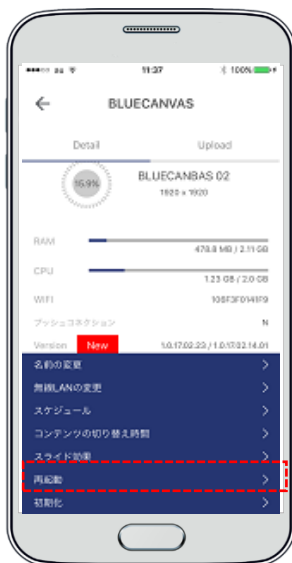 11:37 100%
← BLUECANVAS
Detail Upload
16.9% BLUECANBAS 02
1920 x 1920
RAM
478.8 MB / 2.11 GB
CPU
1.23 GB / 2.0 GB
WIFI 106F3F0141F9
プッシュコネクション N
Version New 1.0.17.02.23 / 1.0.17.02.14.01
名前の変更 >
無線LANの変更 >
スケジュール >
コンテンツの切り替え時間 >
スライド効果 >
再起動 >
初期化 >